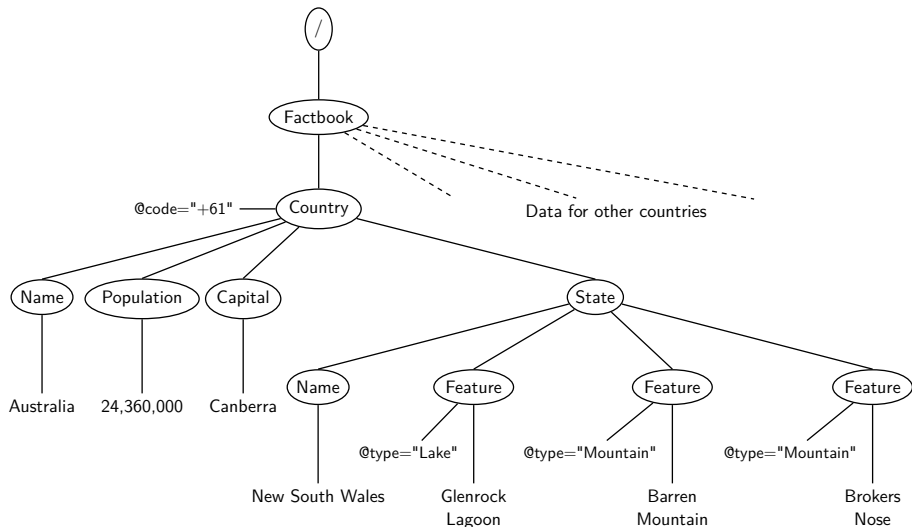 /
Factbook
@code="+61"
Country
Data for other countries
Name
Population
Capital
State
Name
Feature
Feature
Feature
Australia
24,360,000
Canberra
@type="Lake"
@type="Mountain"
@type="Mountain"
New South Wales
Glenrock
Lagoon
Barren
Mountain
Brokers
Nose